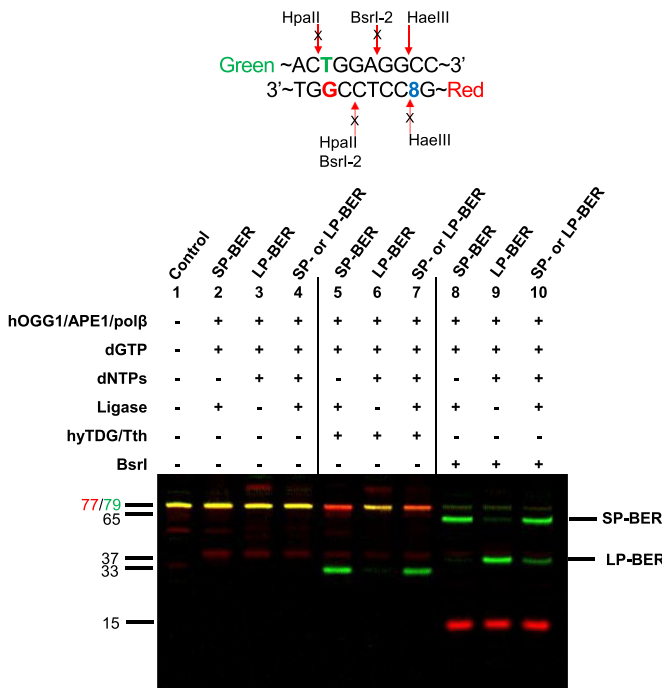 HpaII BsrI-2 HaeIII
X X
Green ~ACTGGAGGCC~3'
3'~TGGCCTCC8G~Red
X X
HpaII HaeIII
BsrI-2
Control SP-BER LP-BER SP- or LP-BER SP-BER LP-BER SP- or LP-BER SP-BER LP-BER SP- or LP-BER
1 2 3 4 5 6 7 8 9 10
hOGG1/APE1/polβ - + + + + + + + + +
dGTP - + + + + + + + + +
dNTPs - - + + - + + - + +
Ligase - + - + + - + + - +
hyTDG/Tth - - - - + + + - - -
BsrI - - - - - - - + + +
77/79
65 SP-BER
37 LP-BER
33
15